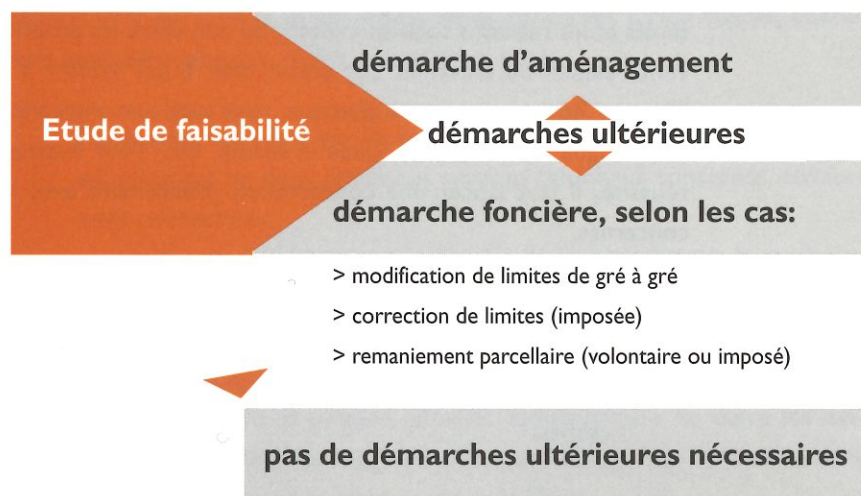 démarche d’aménagement
Etude de faisabilité
démarches ultérieures
démarche foncière, selon les cas:
> modification de limites de gré à gré
> correction de limites (imposée)
> remaniement parcellaire (volontaire ou imposé)
pas de démarches ultérieures nécessaires